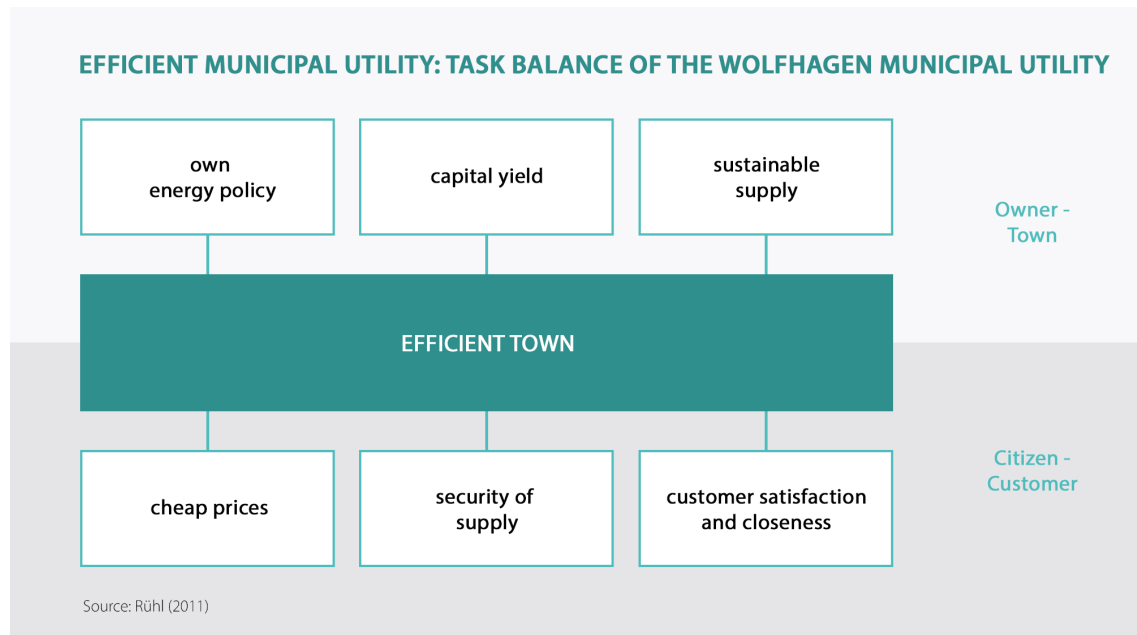 EFFICIENT MUNICIPAL UTILITY: TASK BALANCE OF THE WOLFHAGEN MUNICIPAL UTILITY
own
energy policy
capital yield
sustainable
supply
Owner -
Town
EFFICIENT TOWN
cheap prices
security of
supply
customer satisfaction
and closeness
Citizen -
Customer
Source: Rühl (2011)